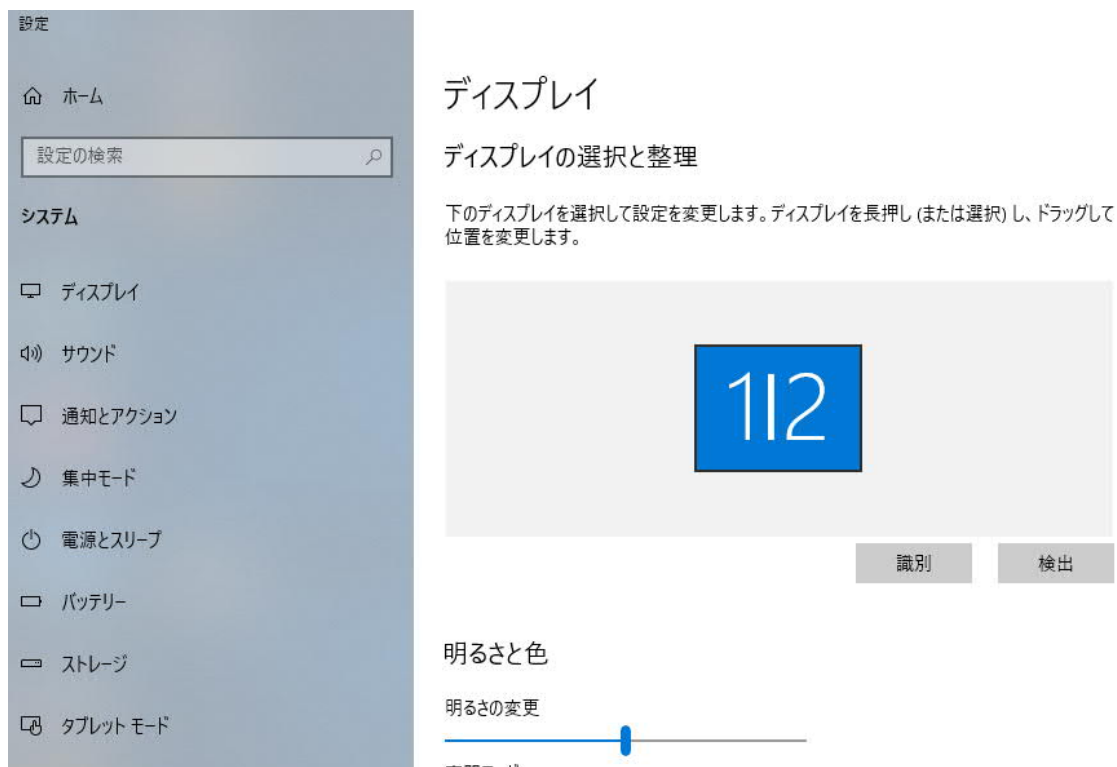 設定
ホーム
設定の検索
システム
ディスプレイ
サウンド
通知とアクション
集中モード
電源とスリープ
バッテリー
ストレージ
タブレット モード
ディスプレイ
ディスプレイの選択と整理
下のディスプレイを選択して設定を変更します。ディスプレイを長押し (または選択) し、ドラッグして
位置を変更します。
1|2
識別
検出
明るさと色
明るさの変更